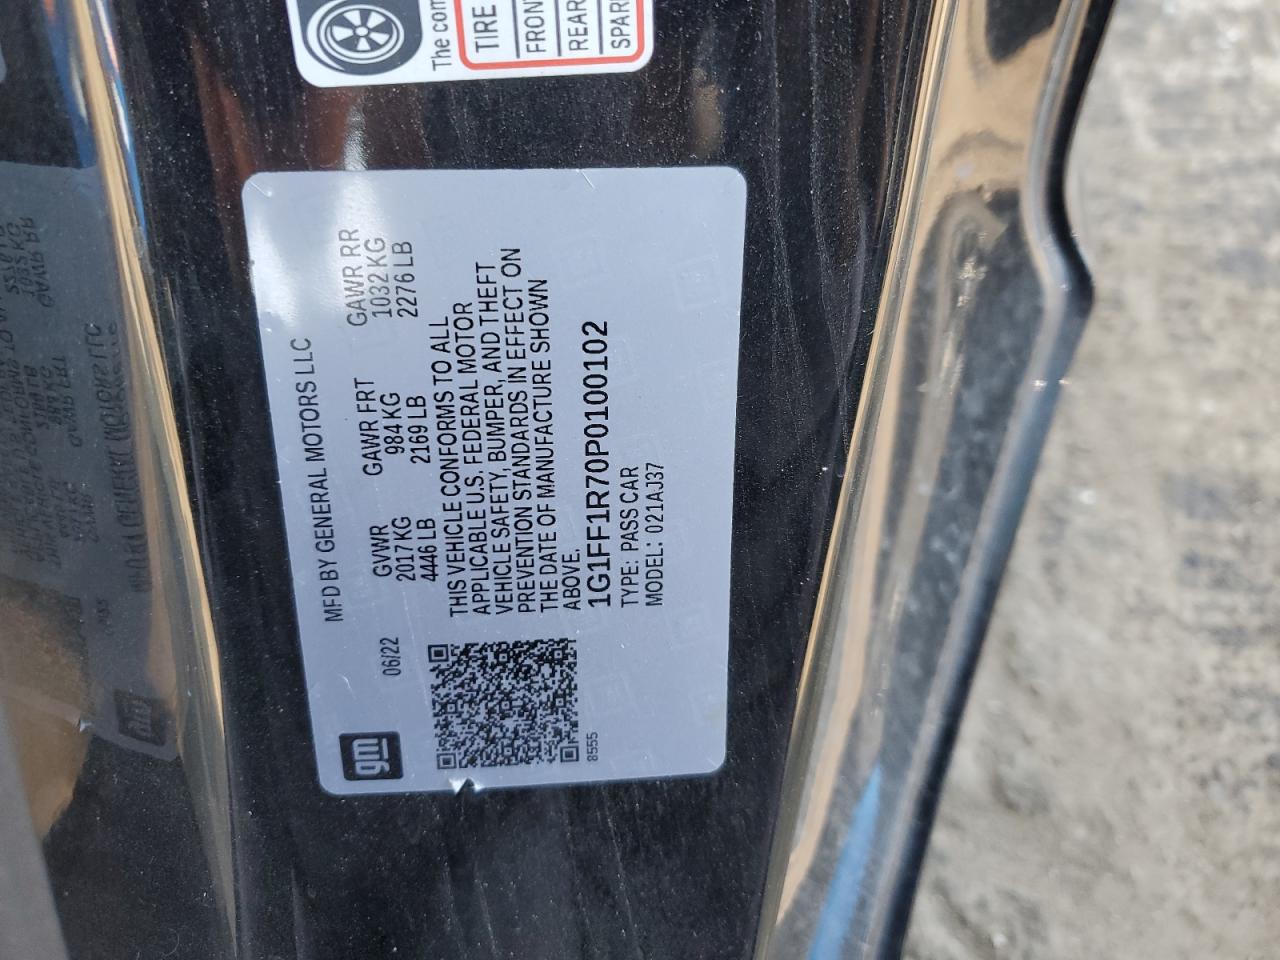 The com
TIRE
FRONT
REAR
SPAR
MFD BY GENERAL MOTORS LLC
06/22
GVWR GAWR FRT GAWR RR
2017 KG 984 KG 1032 KG
4446 LB 2169 LB 2276 LB
THIS VEHICLE CONFORMS TO ALL
APPLICABLE U.S. FEDERAL MOTOR
VEHICLE SAFETY, BUMPER, AND THEFT
PREVENTION STANDARDS IN EFFECT ON
THE DATE OF MANUFACTURE SHOWN
ABOVE.
1G1FF1R70P0100102
TYPE: PASS CAR
MODEL: 021AJ37
gm
8555